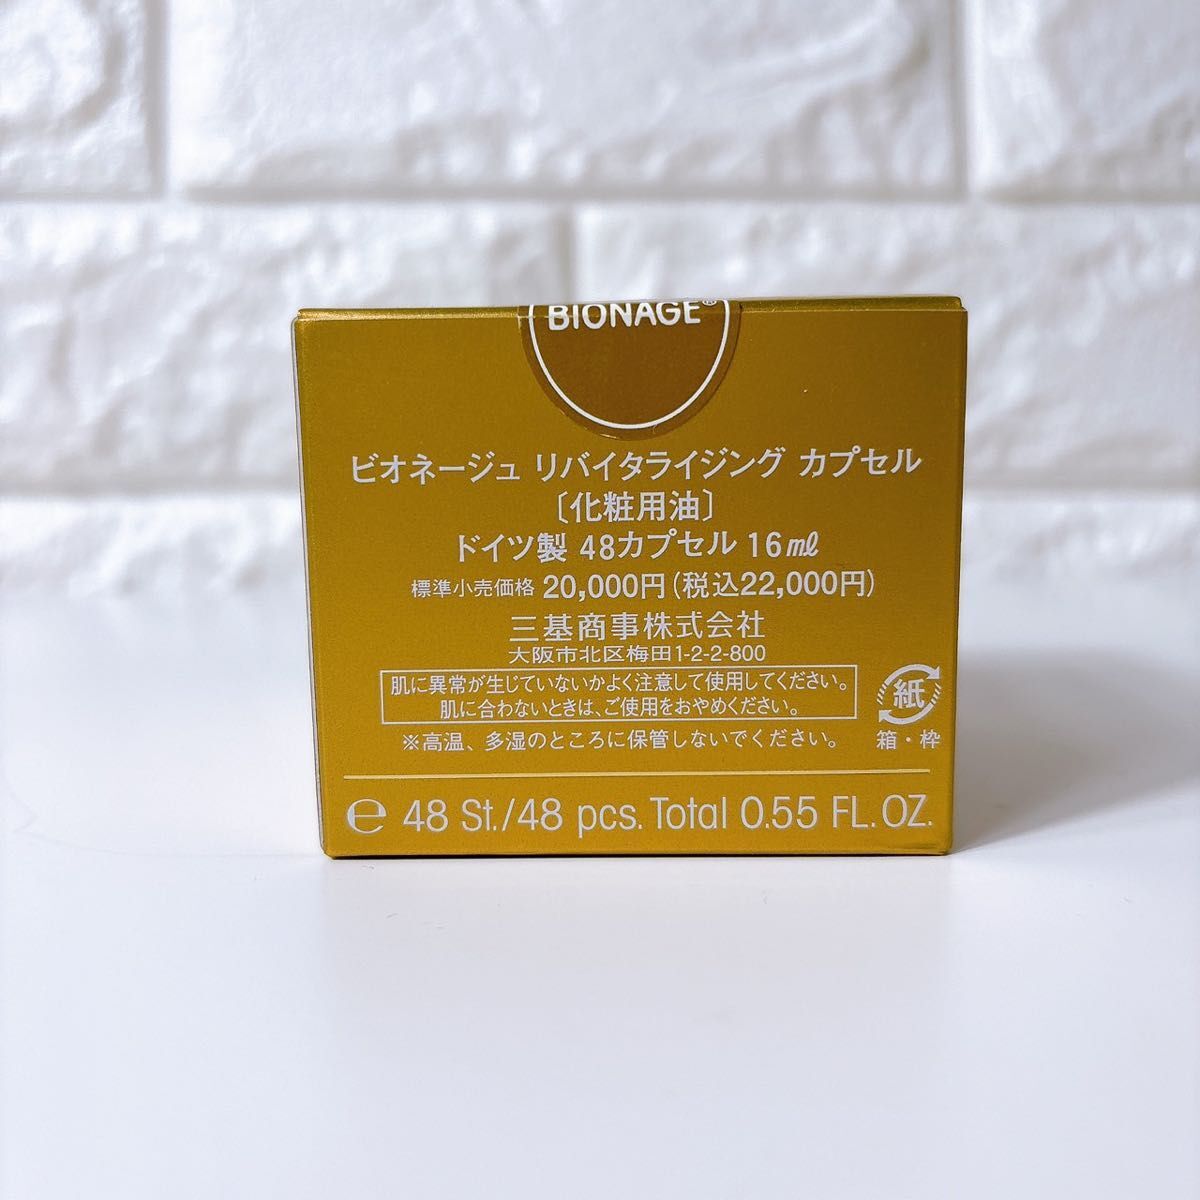 BIONAGE®
ビオネージュ リバイタライジング カプセル
〔化粧用油〕
ドイツ製 48カプセル 16㎖
標準小売価格 20,000円(税込22,000円)
三基商事株式会社
大阪市北区梅田1-2-2-800
肌に異常が生じていないかよく注意して使用してください。
肌に合わないときは、ご使用をおやめください。
※高温、多湿のところに保管しないでください。
紙
箱・枠
℮ 48 St./48 pcs. Total 0.55 FL. OZ.